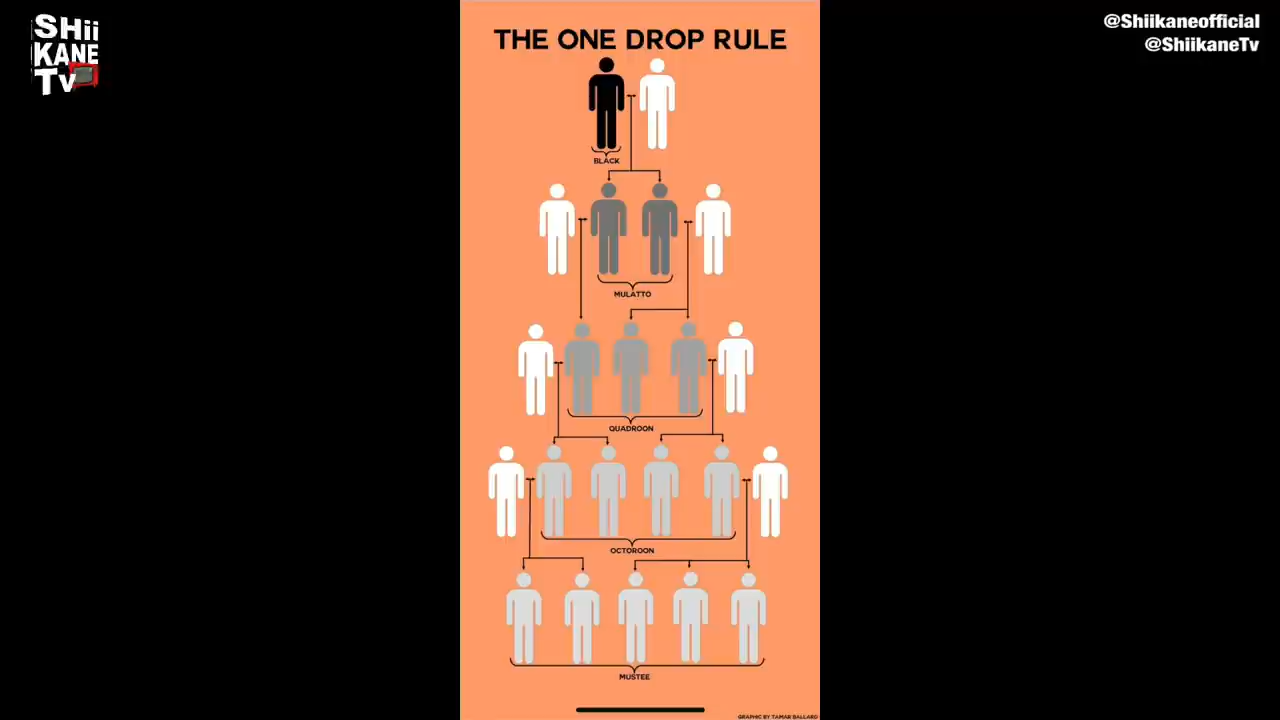 SHii
KANE
Tv
@Shiikaneofficial
@ShiikaneTv
THE ONE DROP RULE
BLACK
MULATTO
QUADROON
OCTOROON
MUSTEE
GRAPHIC BY TAMAR BALLARD